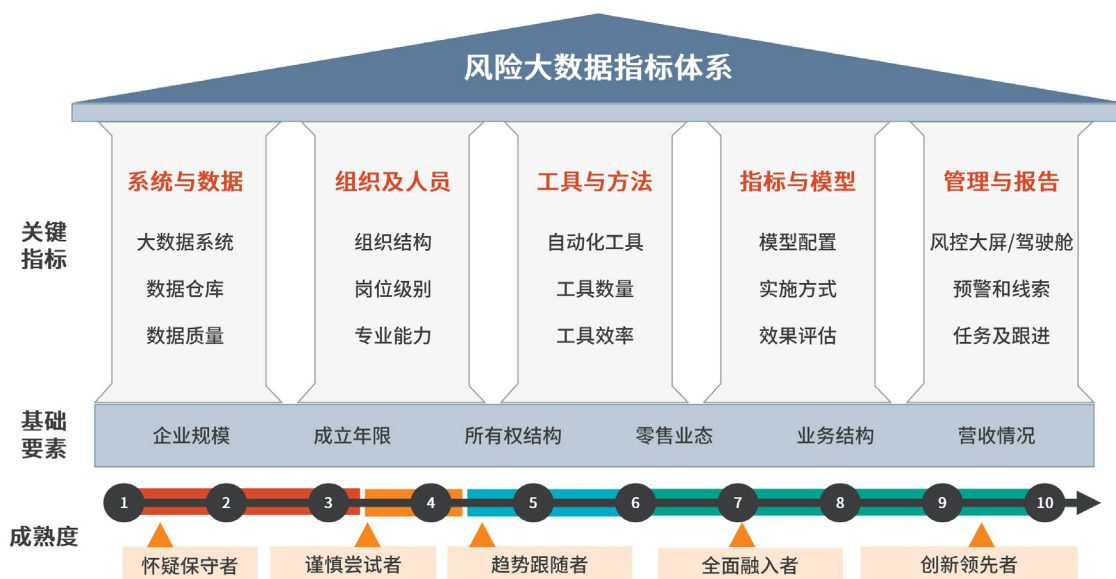 风险大数据指标体系
系统与数据
组织及人员
工具与方法
指标与模型
管理与报告
关键
指标
大数据系统
组织结构
自动化工具
模型配置
风控大屏/驾驶舱
数据仓库
岗位级别
工具数量
实施方式
预警和线索
数据质量
专业能力
工具效率
效果评估
任务及跟进
基础
要素
企业规模
成立年限
所有权结构
零售业态
业务结构
营收情况
成熟度
1
2
3
4
5
6
7
8
9
10
怀疑保守者
谨慎尝试者
趋势跟随者
全面融入者
创新领先者